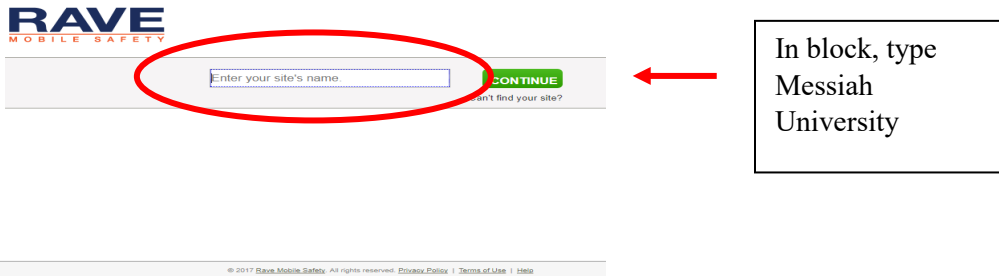 RAVE
MOBILE SAFETY
Enter your site's name.
CONTINUE
an't find your site?
In block, type
Messiah
University
© 2017 Rave Mobile Safety. All rights reserved. Privacy Policy | Terms of Use | Help